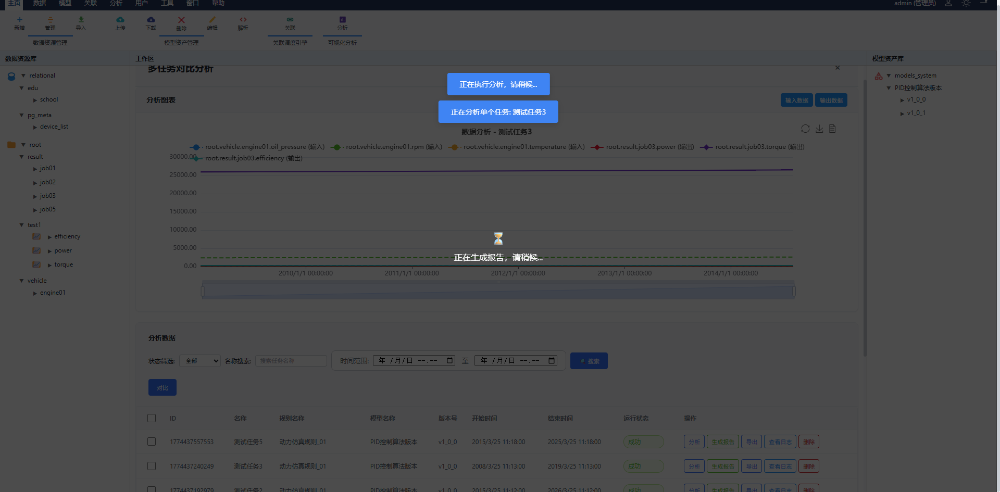 主页 数据 模型 关联 分析 用户 工具 窗口 帮助 admin (管理员)
新增 管理 导入 上传 下载 删除 编辑 解析 关联 分析
数据资源管理 模型资产管理 关联调度引擎 可视化分析
数据资源库
relational
edu
school
pg_meta
device_list
root
result
job01
job02
job03
job05
test1
efficiency
power
torque
vehicle
engine01
工作区
多任务对比分析
×
正在执行分析，请稍候...
正在分析单个任务: 测试任务3
分析图表
输入数据 输出数据
数据分析 - 测试任务3
root.vehicle.engine01.oil_pressure (输入) root.vehicle.engine01.rpm (输入) root.vehicle.engine01.temperature (输入) root.result.job03.power (输出) root.result.job03.torque (输出)
root.result.job03.efficiency (输出)
30000.00
25000.00
20000.00
15000.00
10000.00
5000.00
0.00
2010/1/1 00:00:00 2011/1/1 00:00:00 2012/1/1 00:00:00 2013/1/1 00:00:00 2014/1/1 00:00:00
正在生成报告，请稍候...
分析数据
状态筛选: 全部 名称搜索: 搜索任务名称 时间范围: 年 /月/日 --:-- 至 年 /月/日 --:-- 搜索
对比
ID 名称 规则名称 模型名称 版本号 开始时间 结束时间 运行状态 操作
1774437557553 测试任务5 动力仿真规则_01 PID控制算法版本 v1_0_0 2015/3/25 11:18:00 2025/3/25 11:18:00 成功 分析 生成报告 导出 查看日志 删除
1774437240249 测试任务3 动力仿真规则_01 PID控制算法版本 v1_0_0 2008/3/25 11:13:00 2019/3/25 11:13:00 成功 分析 生成报告 导出 查看日志 删除
1774437192979 测试任务2 动力仿真规则_01 PID控制算法版本 v1_0_0 2015/3/25 11:12:00 2026/3/25 11:12:00 成功 分析 生成报告 导出 查看日志 删除
模型资产库
models_system
PID控制算法版本
v1_0_0
v1_0_1